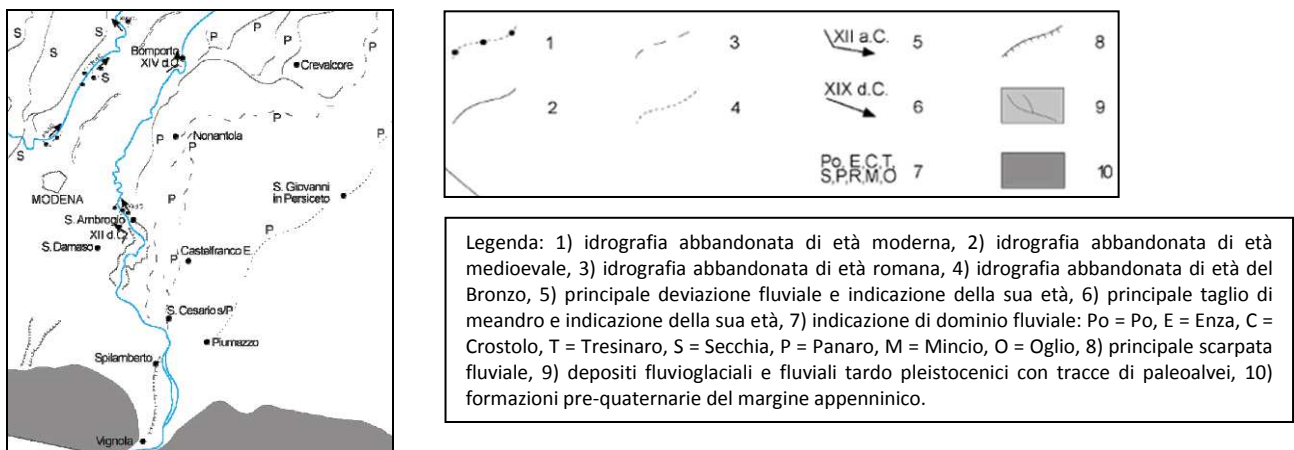 S
P
P
S
P
P
S
S
S
P
Bomporto
XIV d.C.
Crevalcore
S
P
S
P
P
Nonantola
P
P
MODENA
S. Giovanni
in Persiceto
P
S. Ambrogio
XII d.C.
P
P
S. Damaso
P
Castelfranco E.
S. Cesario s/P
Piumazzo
Spilamberto
Vignola
1
3
XII a.C.
5
8
2
4
XIX d.C.
6
9
Po, E,C,T,
S,P,R,M,O
7
10
Legenda: 1) idrografia abbandonata di età moderna, 2) idrografia abbandonata di età
medioevale, 3) idrografia abbandonata di età romana, 4) idrografia abbandonata di età del
Bronzo, 5) principale deviazione fluviale e indicazione della sua età, 6) principale taglio di
meandro e indicazione della sua età, 7) indicazione di dominio fluviale: Po = Po, E = Enza, C =
Crostolo, T = Tresinaro, S = Secchia, P = Panaro, M = Mincio, O = Oglio, 8) principale scarpata
fluviale, 9) depositi fluvioglaciali e fluviali tardo pleistocenici con tracce di paleoalvei, 10)
formazioni pre-quaternarie del margine appenninico.